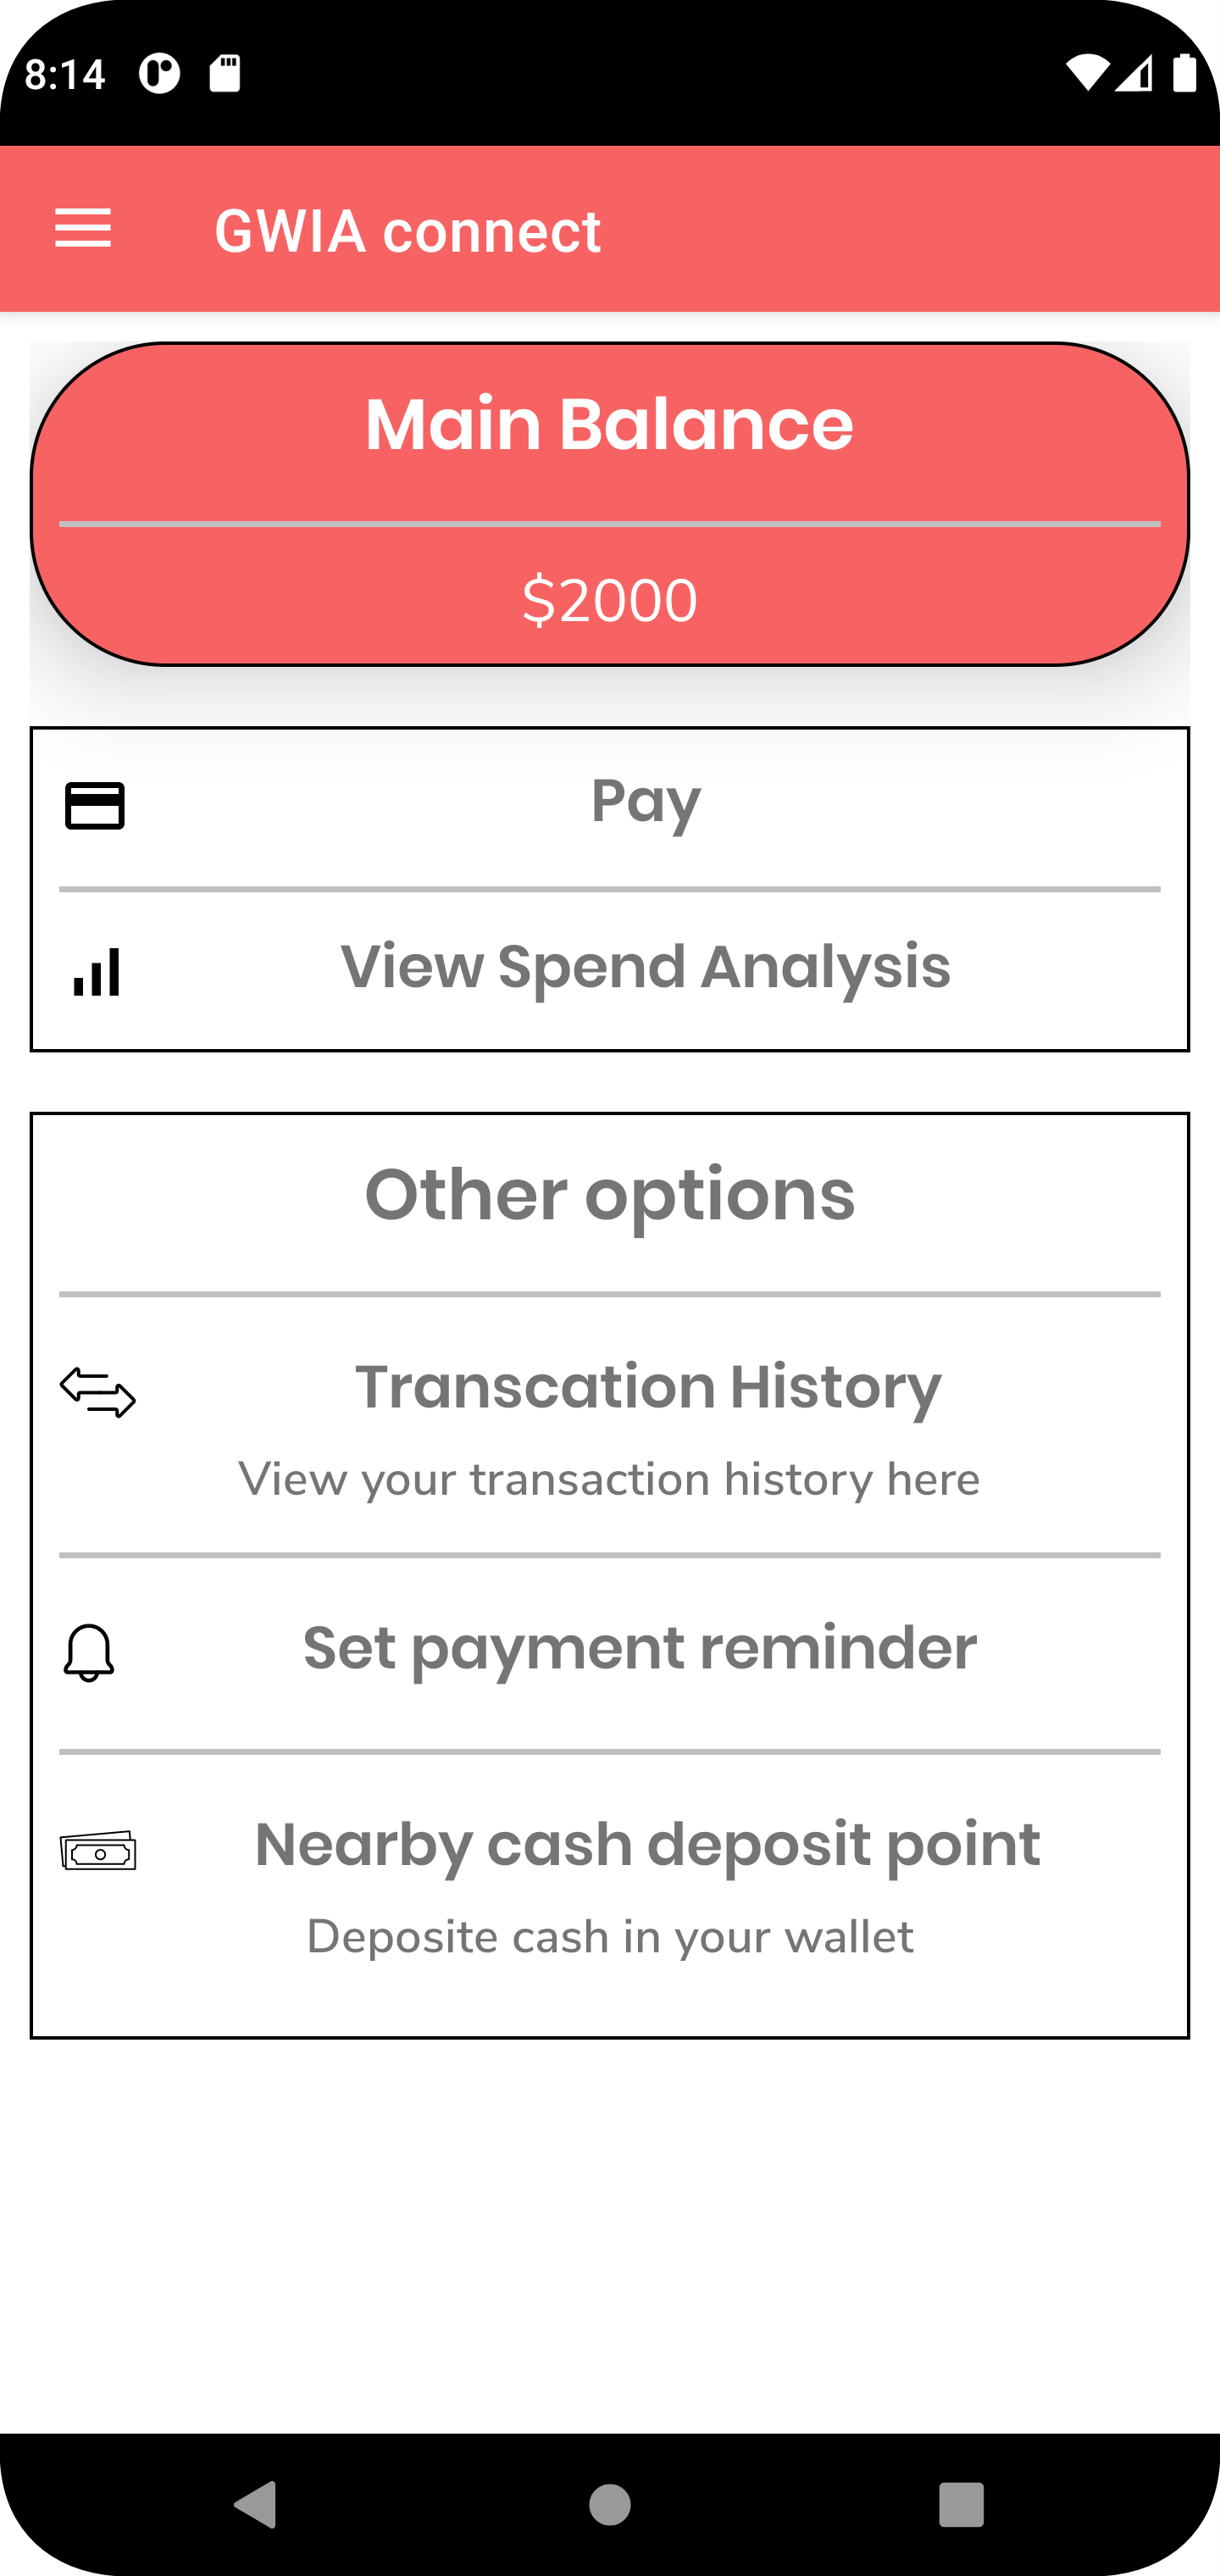 8:14
GWIA connect
Main Balance
$2000
Pay
View Spend Analysis
Other options
Transcation History
View your transaction history here
Set payment reminder
Nearby cash deposit point
Deposite cash in your wallet